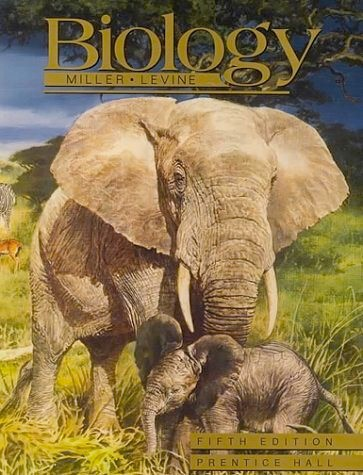 Biology
MILLER • LEVINE
FIFTH EDITION
PRENTICE HALL